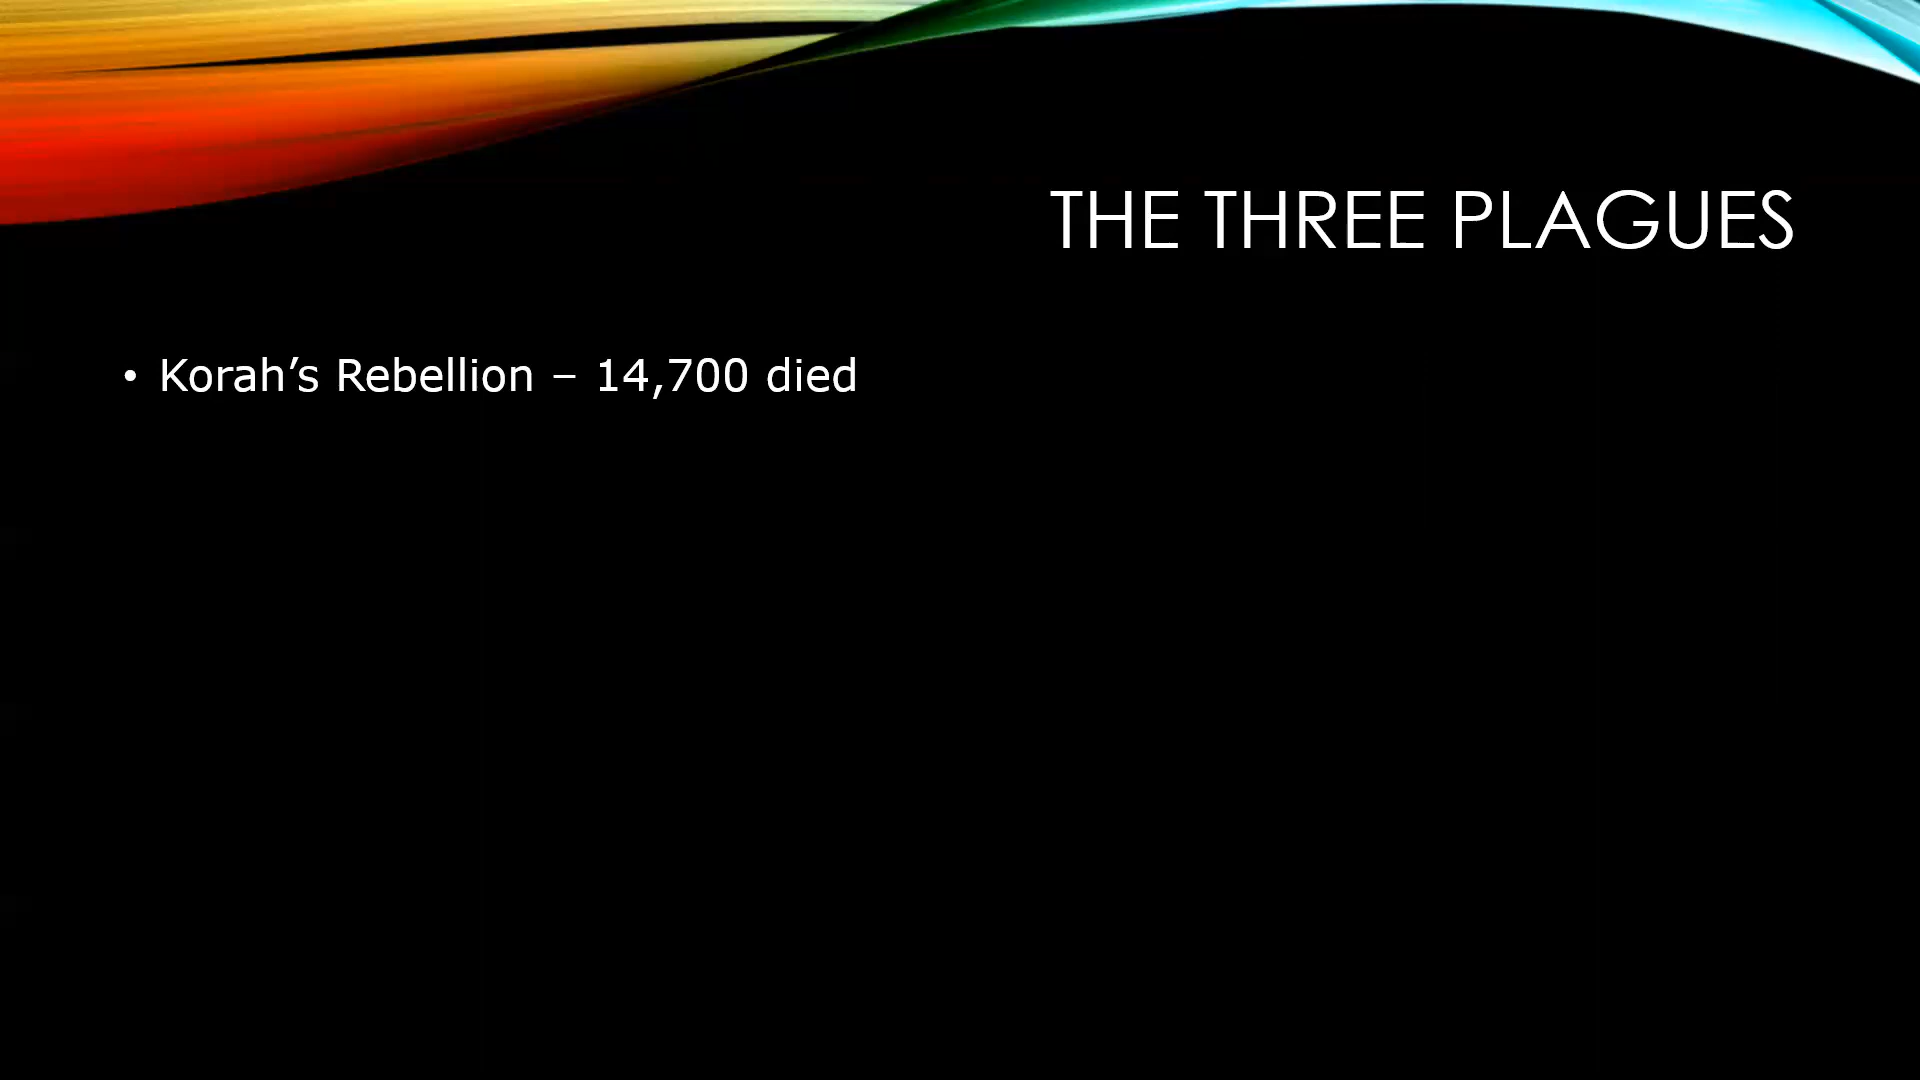 THE THREE PLAGUES
• Korah’s Rebellion – 14,700 died